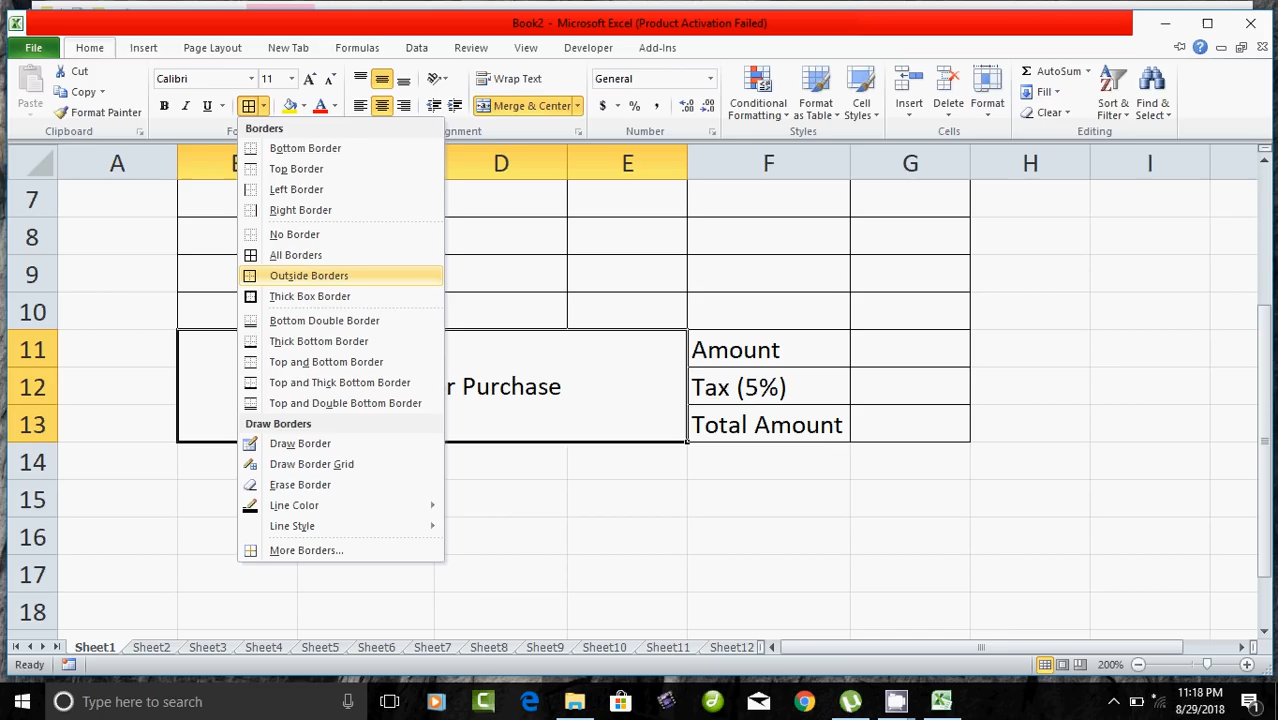 Book2 - Microsoft Excel (Product Activation Failed)
File Home Insert Page Layout New Tab Formulas Data Review View Developer Add-Ins
Paste
Cut
Copy
Format Painter
Clipboard
Calibri 11
B I U A
Wrap Text
Merge & Center
General
$ % ,
Number
Conditional Formatting
Format as Table
Cell Styles
Styles
Insert Delete Format
Cells
AutoSum
Fill
Clear
Sort & Filter
Find & Select
Editing
Borders
Bottom Border
Top Border
Left Border
Right Border
No Border
All Borders
Outside Borders
Thick Box Border
Bottom Double Border
Thick Bottom Border
Top and Bottom Border
Top and Thick Bottom Border
Top and Double Bottom Border
Draw Borders
Draw Border
Draw Border Grid
Erase Border
Line Color
Line Style
More Borders...
A D E F G H I
7
8
9
10
11 Amount
12 r Purchase Tax (5%)
13 Total Amount
14
15
16
17
18
Sheet1 Sheet2 Sheet3 Sheet4 Sheet5 Sheet6 Sheet7 Sheet8 Sheet9 Sheet10 Sheet11 Sheet12
Ready 200%
Type here to search
11:18 PM
8/29/2018